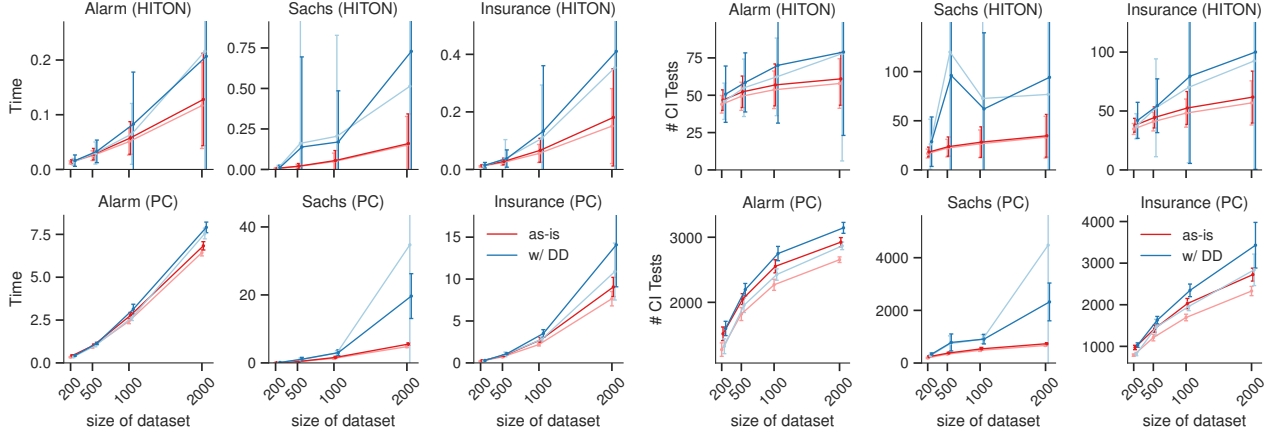 Alarm (HITON)
Sachs (HITON)
Insurance (HITON)
Alarm (HITON)
Sachs (HITON)
Insurance (HITON)
Time
0.2
0.1
0.0
0.75
0.50
0.25
0.00
0.4
0.2
0.0
# CI Tests
75
50
25
0
100
50
0
100
50
0
Alarm (PC)
Sachs (PC)
Insurance (PC)
Alarm (PC)
Sachs (PC)
Insurance (PC)
Time
7.5
5.0
2.5
0.0
40
20
0
15
10
5
0
as-is
w/ DD
# CI Tests
3000
2000
4000
2000
0
4000
3000
2000
1000
as-is
w/ DD
200 500 1000 2000
200 500 1000 2000
200 500 1000 2000
200 500 1000 2000
200 500 1000 2000
200 500 1000 2000
size of dataset
size of dataset
size of dataset
size of dataset
size of dataset
size of dataset